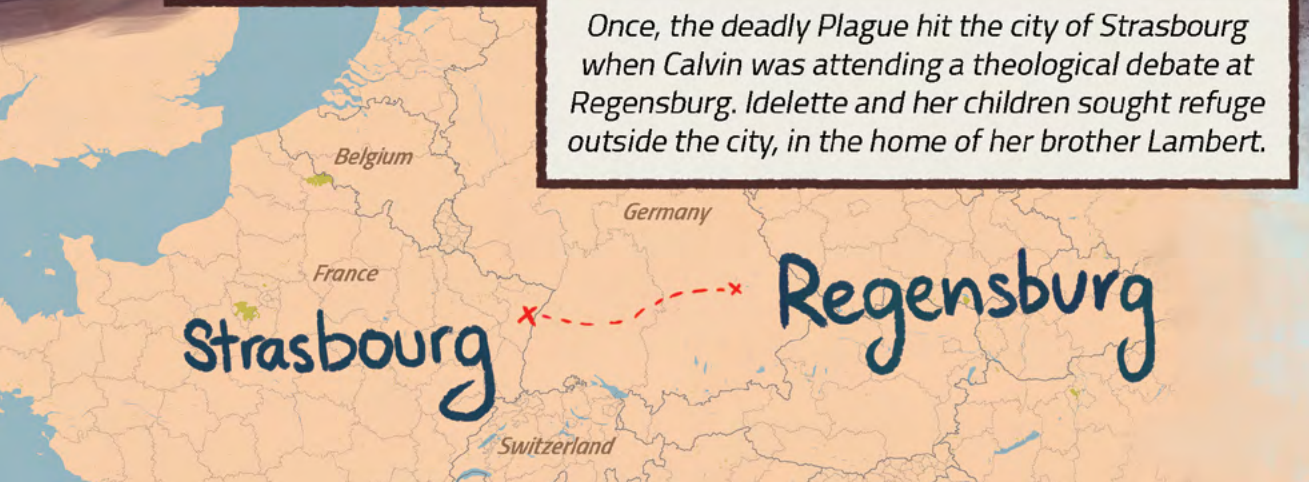 Once, the deadly Plague hit the city of Strasbourg
when Calvin was attending a theological debate at
Regensburg. Idelette and her children sought refuge
outside the city, in the home of her brother Lambert.
Belgium
Germany
France
Regensburg
Strasbourg
Switzerland